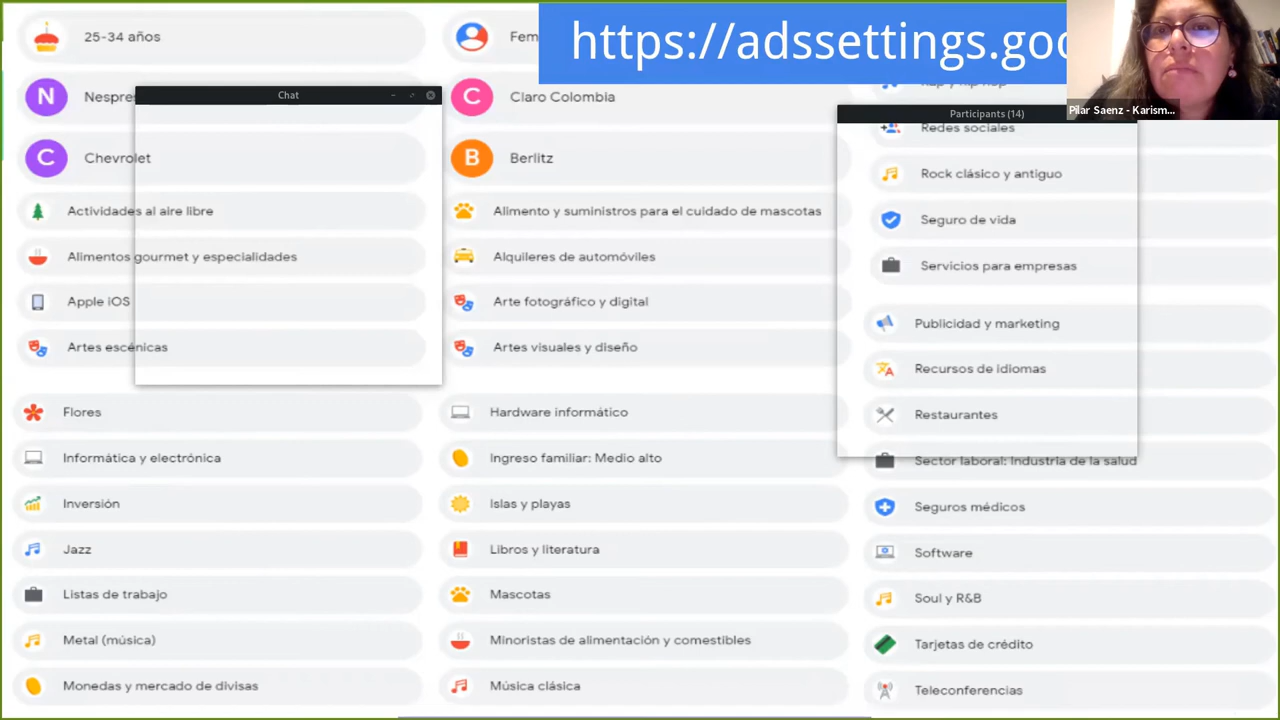 25-34 años
Fem
https://adssettings.goo
Pilar Saenz - Karism...
N
Nespres
Chat
C
Claro Colombia
Participants (14)
Redes sociales
C
Chevrolet
B
Berlitz
Rock clásico y antiguo
Actividades al aire libre
Alimento y suministros para el cuidado de mascotas
Seguro de vida
Alimentos gourmet y especialidades
Alquileres de automóviles
Servicios para empresas
Apple iOS
Arte fotográfico y digital
Publicidad y marketing
Artes escénicas
Artes visuales y diseño
Recursos de idiomas
Flores
Hardware informático
Restaurantes
Informática y electrónica
Ingreso familiar: Medio alto
Sector laboral: Industria de la salud
Inversión
Islas y playas
Seguros médicos
Jazz
Libros y literatura
Software
Listas de trabajo
Mascotas
Soul y R&B
Metal (música)
Minoristas de alimentación y comestibles
Tarjetas de crédito
Monedas y mercado de divisas
Música clásica
Teleconferencias